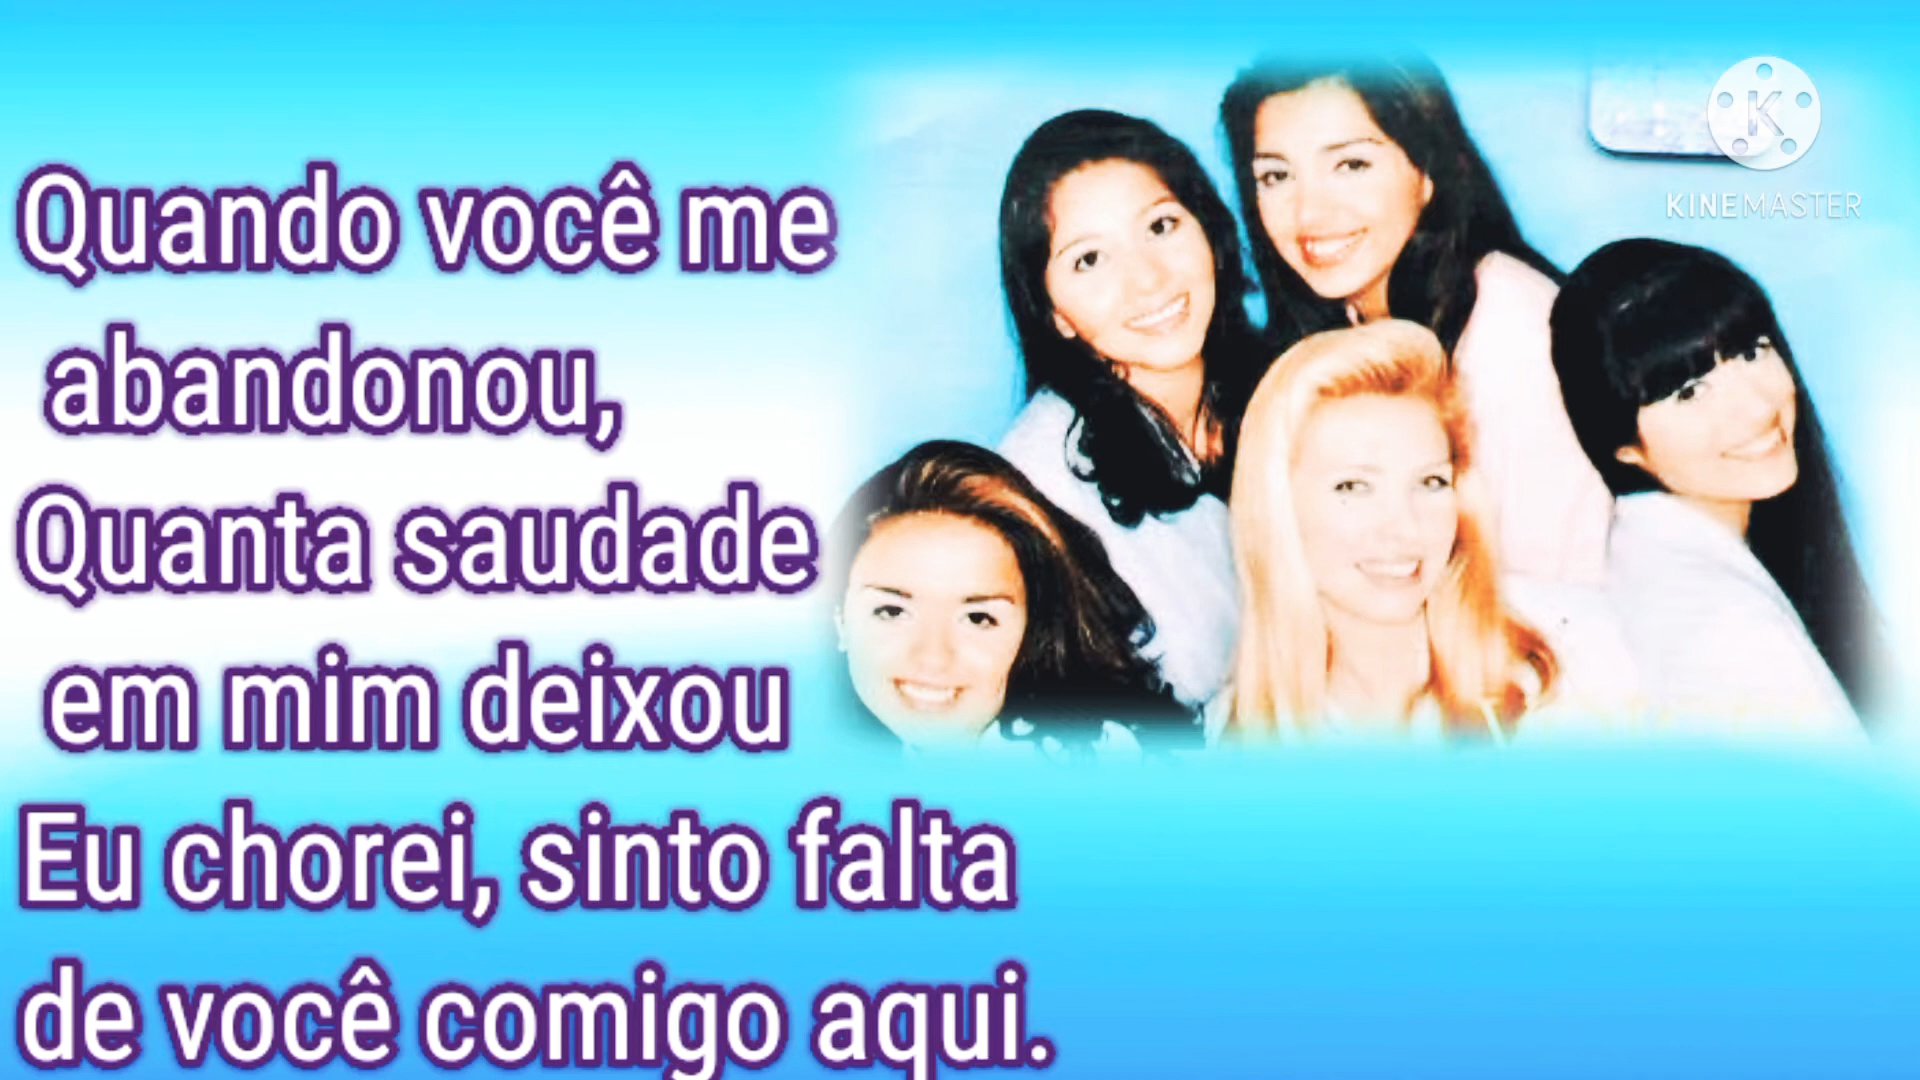 Quando você me
abandonou,
Quanta saudade
em mim deixou
Eu chorei, sinto falta
de você comigo aqui.
K
KINEMASTER